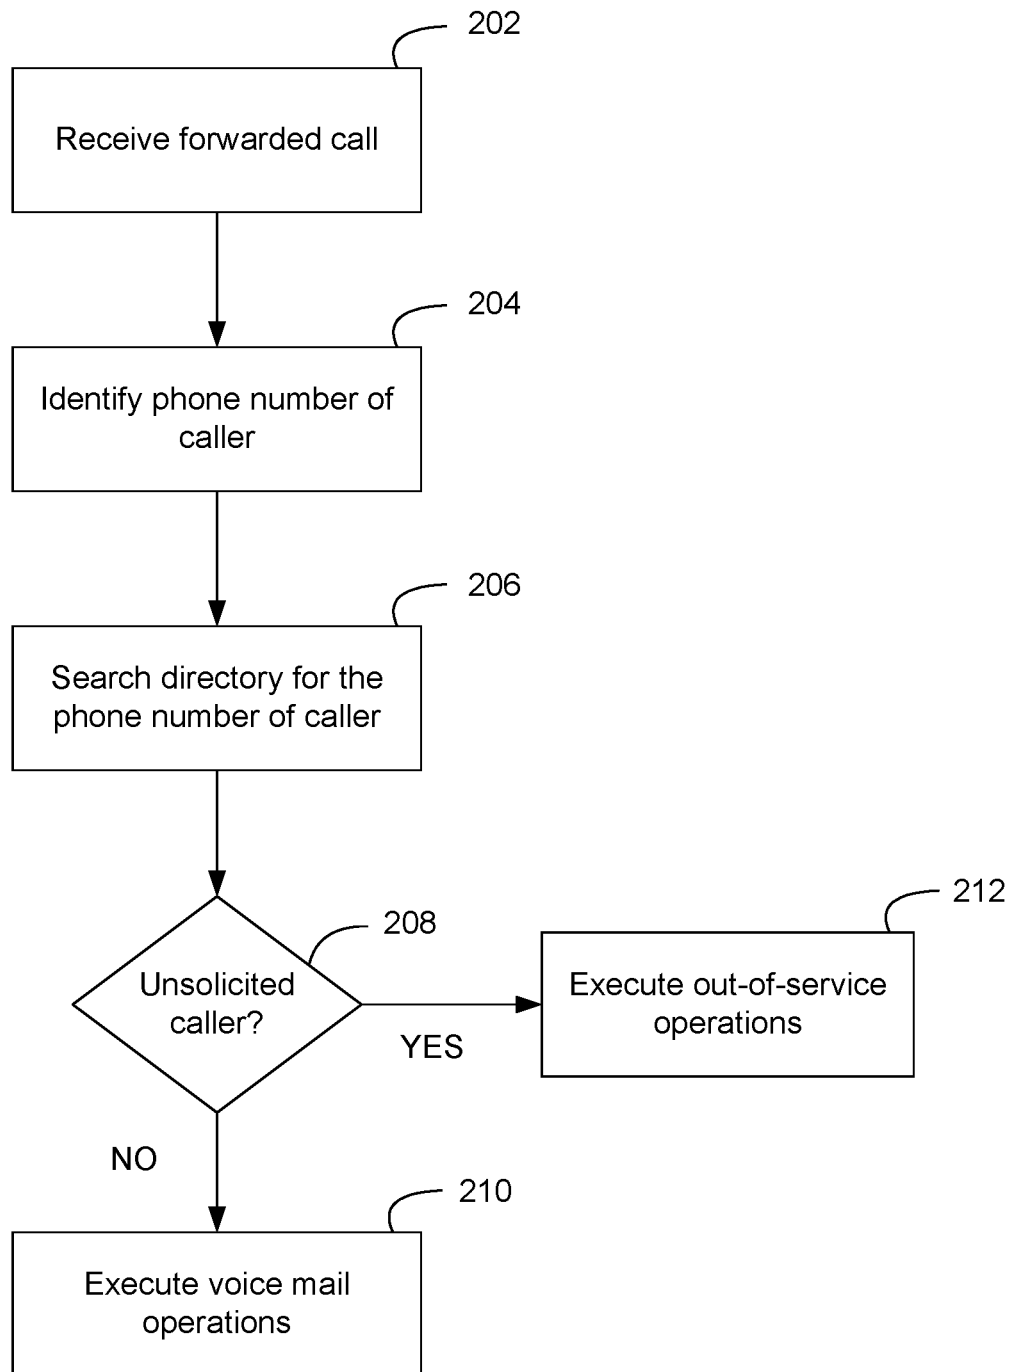 202
Receive forwarded call
204
Identify phone number of
caller
206
Search directory for the
phone number of caller
208
Unsolicited
caller?
YES
212
Execute out-of-service
operations
NO
210
Execute voice mail
operations